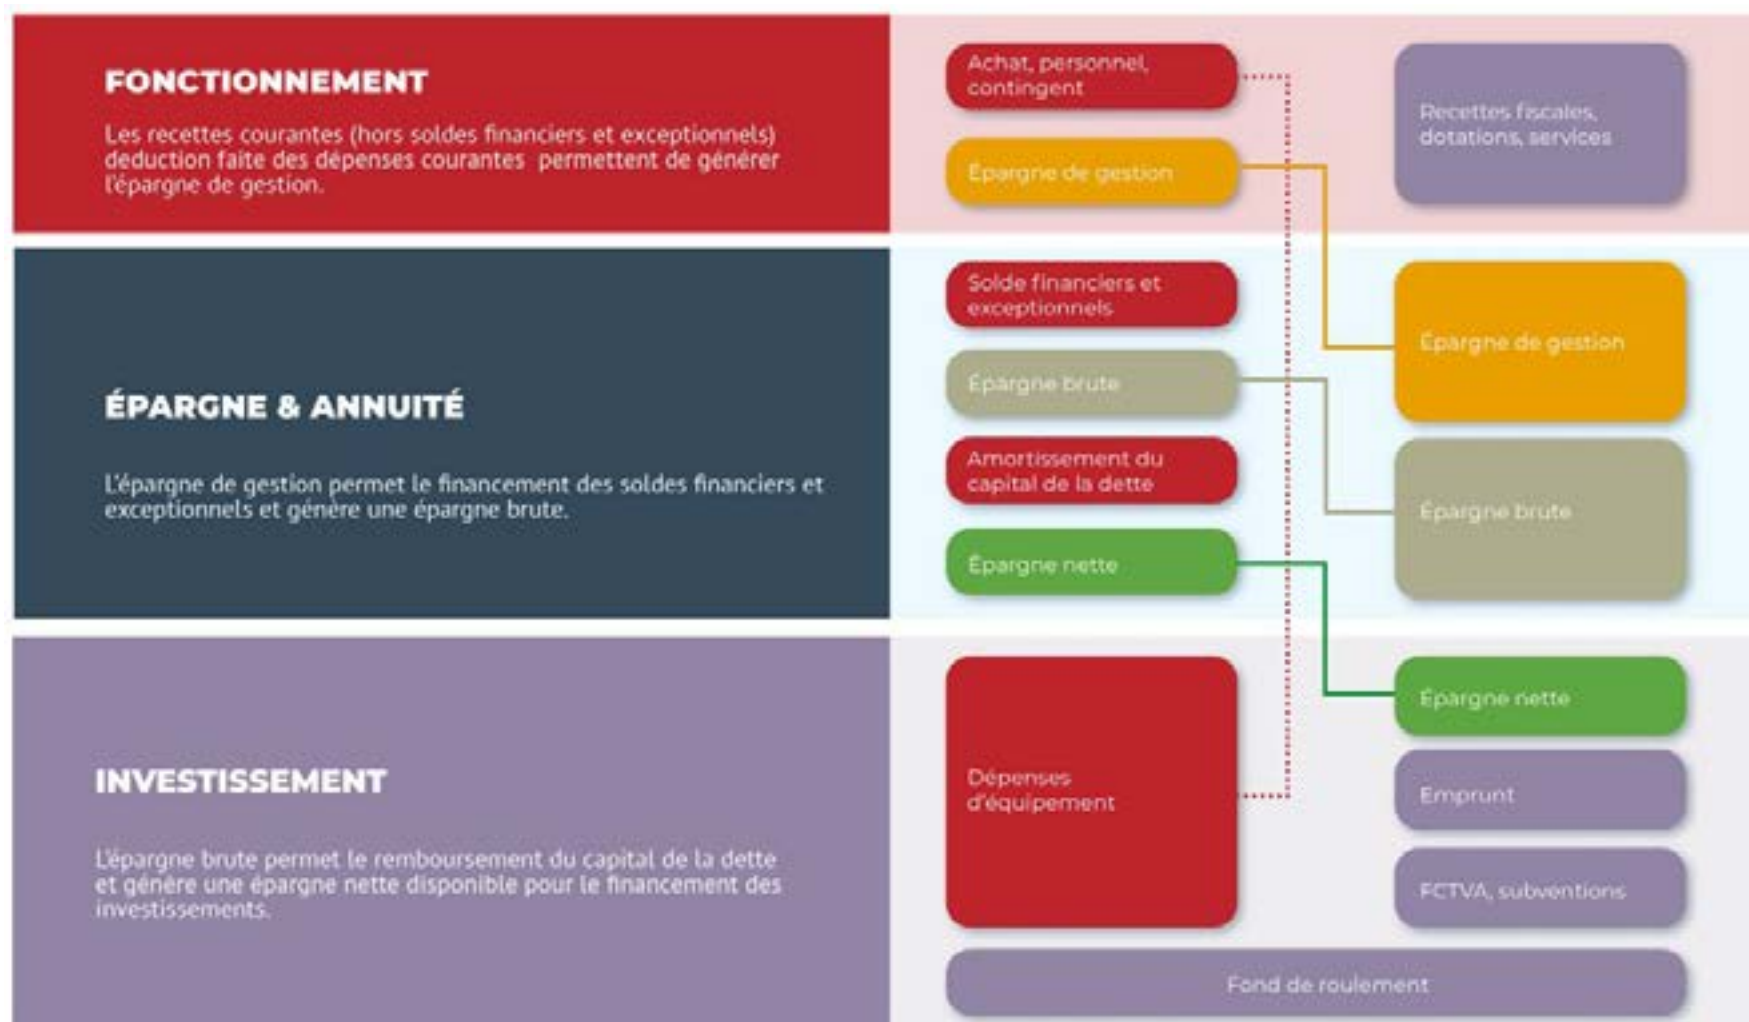 FONCTIONNEMENT
Les recettes courantes (hors soldes financiers et exceptionnels)
deduction faite des dépenses courantes permettent de générer
l'épargne de gestion.
Achat, personnel,
contingent
Épargne de gestion
Recettes fiscales,
dotations, services
ÉPARGNE & ANNUITÉ
L'épargne de gestion permet le financement des soldes financiers et
exceptionnels et génère une épargne brute.
Solde financiers et
exceptionnels
Épargne brute
Amortissement du
capital de la dette
Épargne nette
Épargne de gestion
Épargne brute
INVESTISSEMENT
L'épargne brute permet le remboursement du capital de la dette
et génère une épargne nette disponible pour le financement des
investissements.
Dépenses
d'équipement
Épargne nette
Emprunt
FCTVA, subventions
Fond de roulement